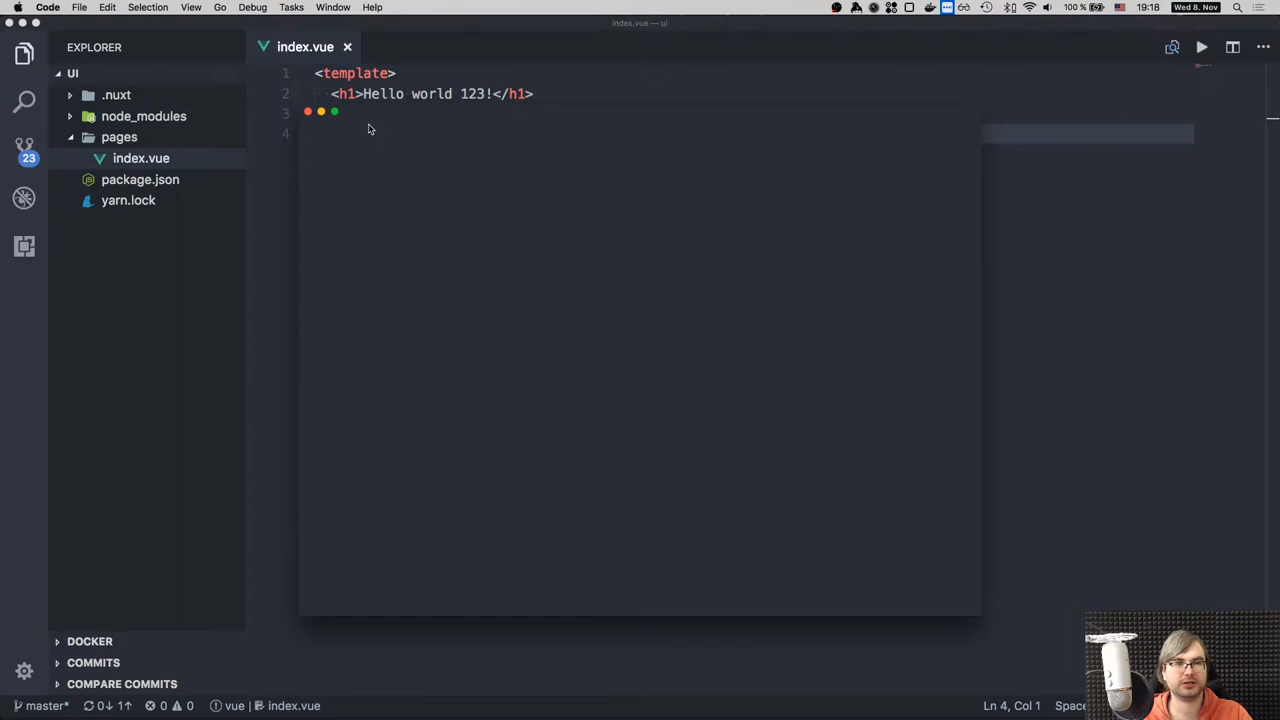 Code File Edit Selection View Go Debug Tasks Window Help 100 % 19:18 Wed 8. Nov
index.vue — ui
EXPLORER
index.vue
UI
.nuxt
node_modules
pages
index.vue
package.json
yarn.lock
1 <template>
2 <h1>Hello world 123!</h1>
3
4
23
DOCKER
COMMITS
COMPARE COMMITS
master* 0↓ 1↑ 0 0 vue index.vue Ln 4, Col 1